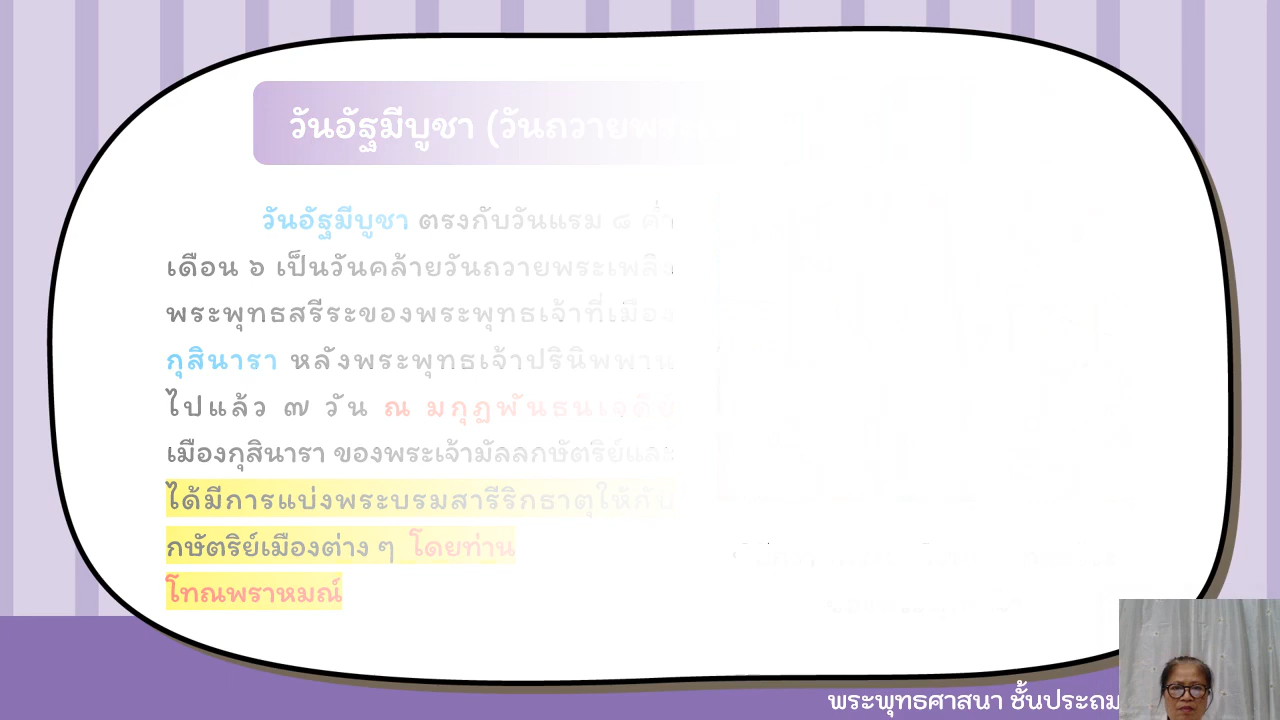 วันอัฐมีบูชา (วันถวายพระ
วันอัฐมีบูชา ตรงกับวันแรม ๘ ค่ำ
เดือน ๖ เป็นวันคล้ายวันถวายพระเพลิง
พระพุทธสรีระของพระพุทธเจ้าที่เมือง
กุสินารา หลังพระพุทธเจ้าปรินิพพาน
ไปแล้ว ๗ วัน ณ มกุฏพันธนเจดีย์
เมืองกุสินารา ของพระเจ้ามัลลกษัตริย์และ
ได้มีการแบ่งพระบรมสารีริกธาตุให้กับ
กษัตริย์เมืองต่าง ๆ โดยท่าน
โทณพราหมณ์
พระพุทธศาสนา ชั้นประถม